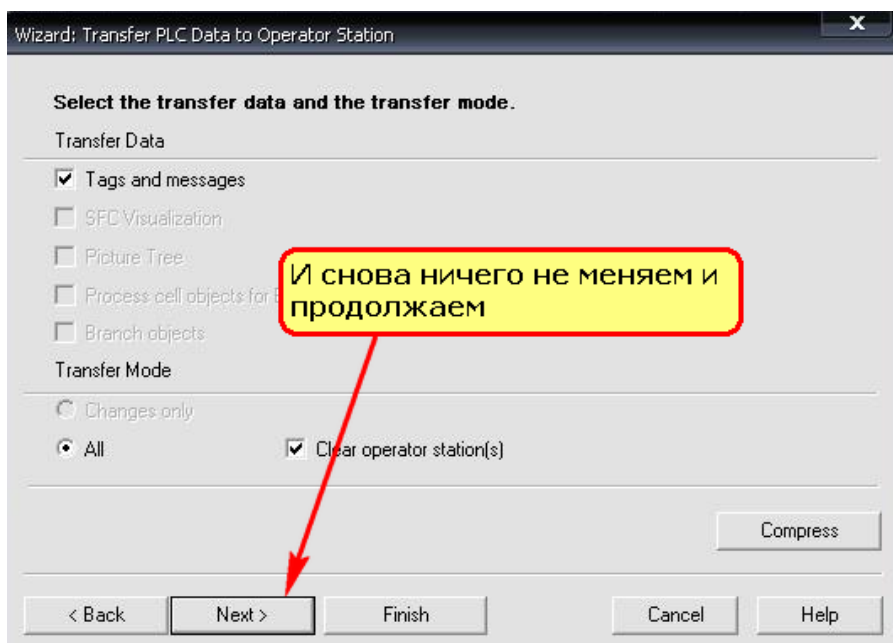 Wizard: Transfer PLC Data to Operator Station
X
Select the transfer data and the transfer mode.
Transfer Data
Tags and messages
SFC Visualization
Picture Tree
И снова ничего не меняем и
продолжаем
Process cell objects for
Branch objects
Transfer Mode
Changes only
All
Clear operator station(s)
Compress
< Back
Next >
Finish
Cancel
Help